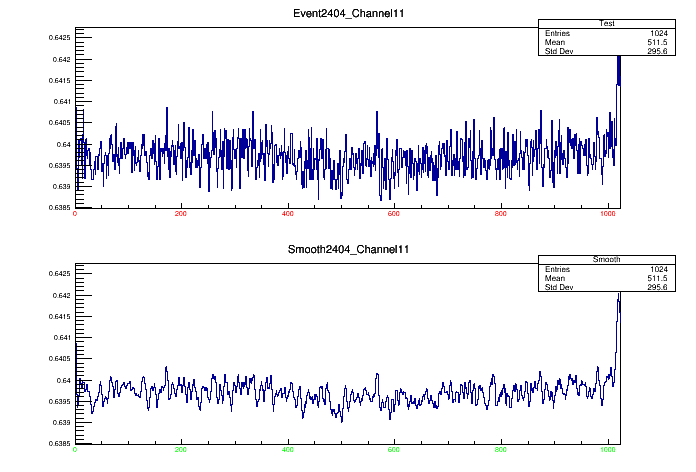 Event2404_Channel11
Test
Entries 1024
Mean 511.5
Std Dev 295.6
0.6425
0.642
0.6415
0.641
0.6405
0.64
0.6395
0.639
0.6385
0 200 400 600 800 1000
Smooth2404_Channel11
Smooth
Entries 1024
Mean 511.5
Std Dev 295.6
0.6425
0.642
0.6415
0.641
0.6405
0.64
0.6395
0.639
0.6385
0 200 400 600 800 1000